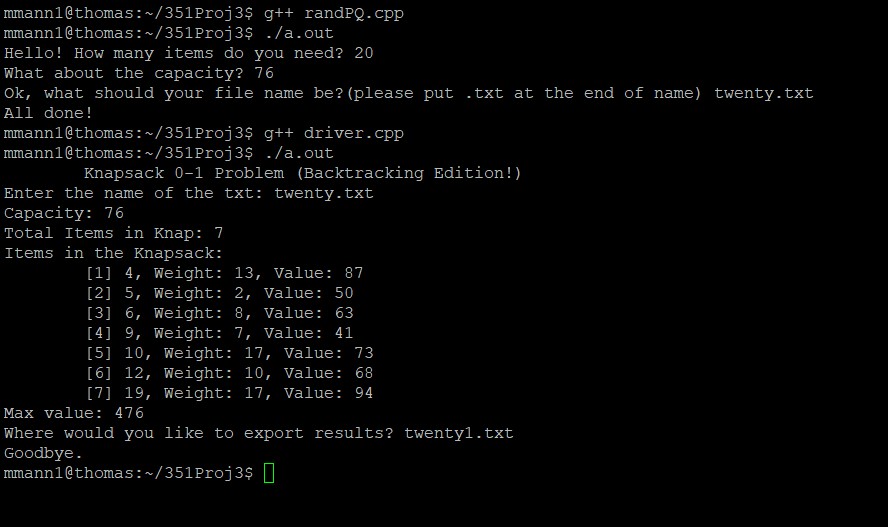 mmann1@thomas:~/351Proj3$ g++ randPQ.cpp
mmann1@thomas:~/351Proj3$ ./a.out
Hello! How many items do you need? 20
What about the capacity? 76
Ok, what should your file name be?(please put .txt at the end of name) twenty.txt
All done!
mmann1@thomas:~/351Proj3$ g++ driver.cpp
mmann1@thomas:~/351Proj3$ ./a.out
Knapsack 0-1 Problem (Backtracking Edition!)
Enter the name of the txt: twenty.txt
Capacity: 76
Total Items in Knap: 7
Items in the Knapsack:
[1] 4, Weight: 13, Value: 87
[2] 5, Weight: 2, Value: 50
[3] 6, Weight: 8, Value: 63
[4] 9, Weight: 7, Value: 41
[5] 10, Weight: 17, Value: 73
[6] 12, Weight: 10, Value: 68
[7] 19, Weight: 17, Value: 94
Max value: 476
Where would you like to export results? twenty1.txt
Goodbye.
mmann1@thomas:~/351Proj3$